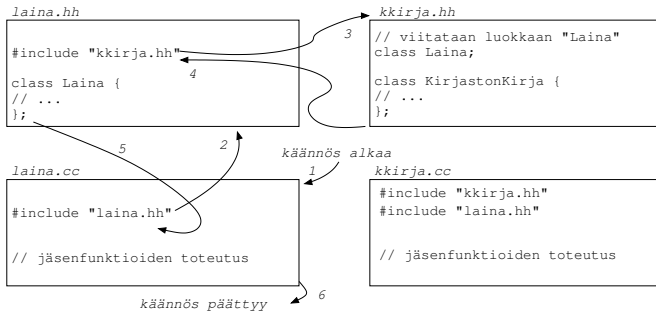 laina.hh
#include "kkirja.hh"
class Laina {
// ...
};
3
4
kkirja.hh
// viitataan luokkaan "Laina"
class Laina;
class KirjastonKirja {
// ...
};
5
2
käännös alkaa
1
laina.cc
#include "laina.hh"
// jäsenfunktioiden toteutus
kkirja.cc
#include "kkirja.hh"
#include "laina.hh"
// jäsenfunktioiden toteutus
6
käännös päättyy